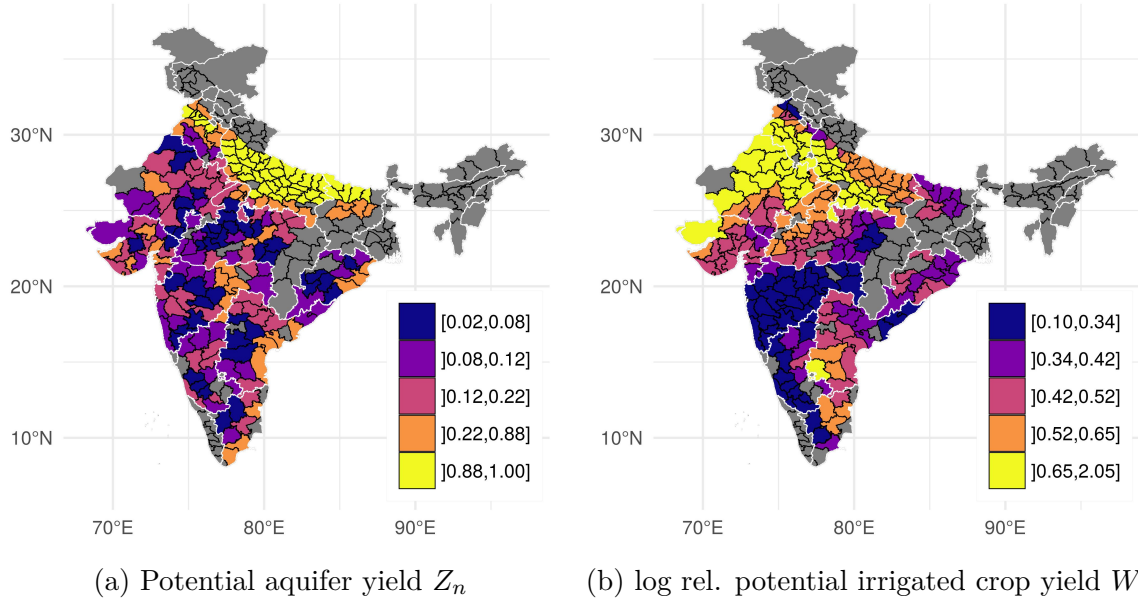 30°N
20°N
10°N
70°E 80°E 90°E
]0.02,0.08]
]0.08,0.12]
]0.12,0.22]
]0.22,0.88]
]0.88,1.00]
(a) Potential aquifer yield Zn
30°N
20°N
10°N
70°E 80°E 90°E
]0.10,0.34]
]0.34,0.42]
]0.42,0.52]
]0.52,0.65]
]0.65,2.05]
(b) log rel. potential irrigated crop yield W